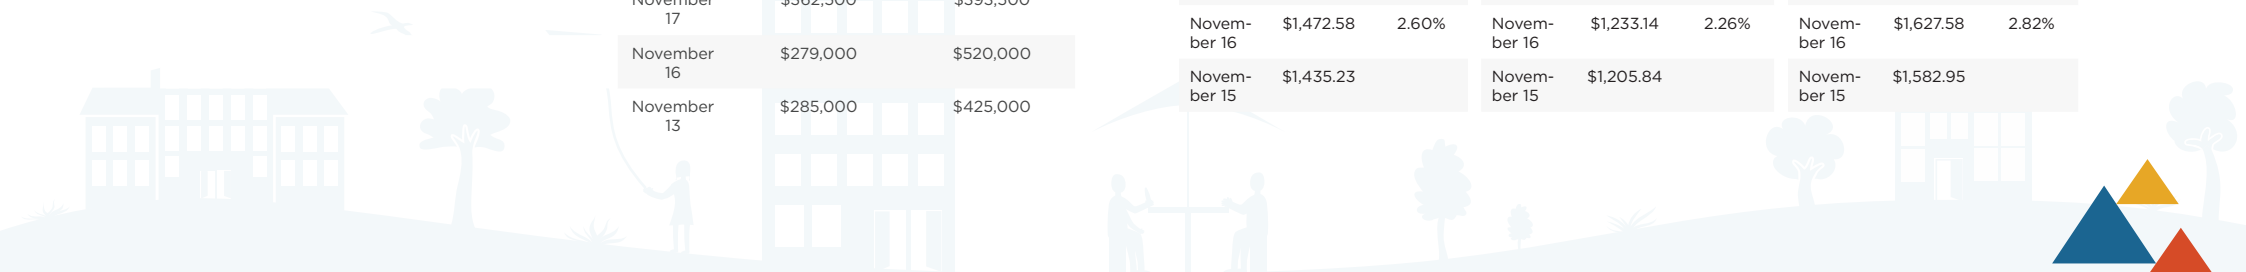 November
17
November $279,000 $520,000
16
November $285,000 $425,000
13
Novem- $1,472.58 2.60%
ber 16
Novem- $1,435.23
ber 15
Novem- $1,233.14 2.26%
ber 16
Novem- $1,205.84
ber 15
Novem- $1,627.58 2.82%
ber 16
Novem- $1,582.95
ber 15